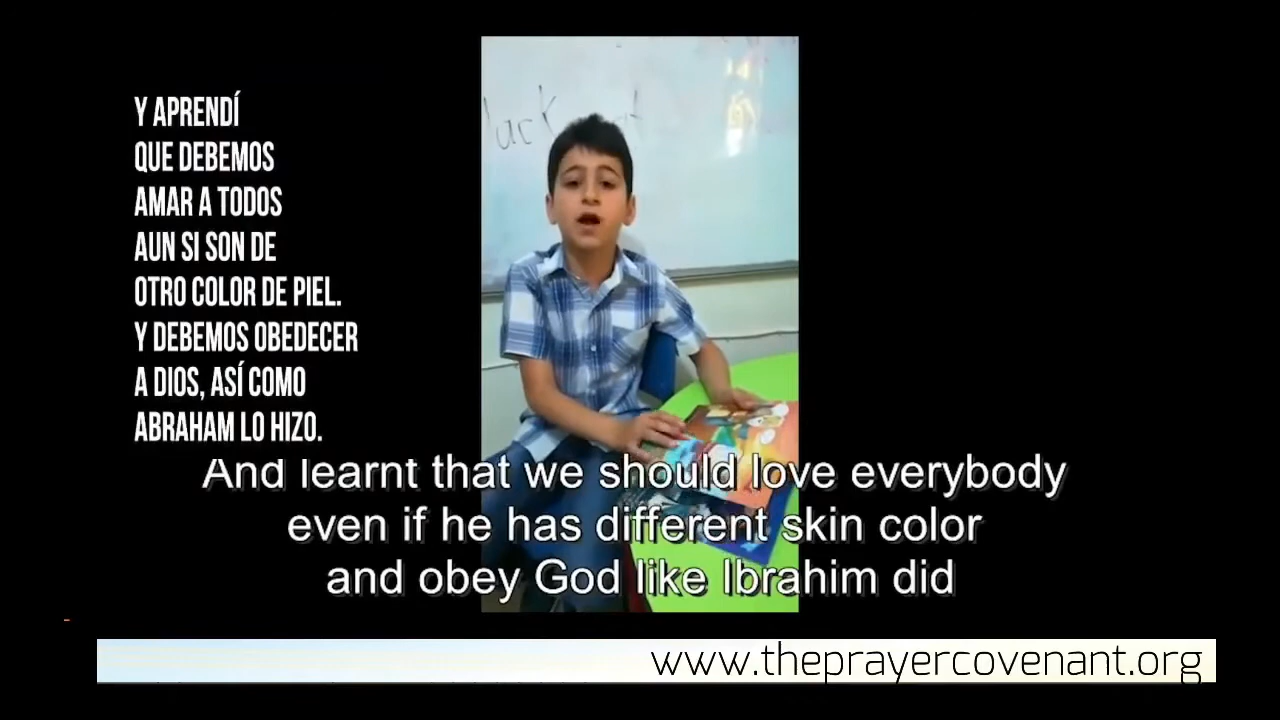 Y APRENDÍ
QUE DEBEMOS
AMAR A TODOS
AUN SI SON DE
OTRO COLOR DE PIEL.
Y DEBEMOS OBEDECER
A DIOS, ASÍ COMO
ABRAHAM LO HIZO.
And learnt that we should love everybody
even if he has different skin color
and obey God like Ibrahim did
www.theprayercovenant.org